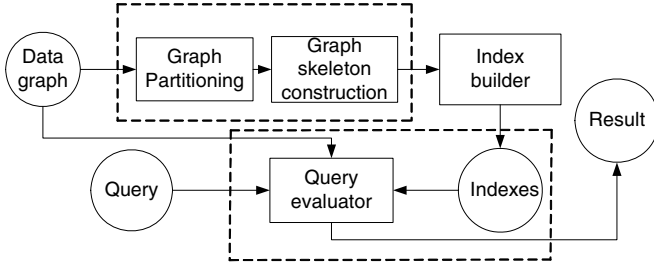 Data
graph
Graph
Partitioning
Graph
skeleton
construction
Index
builder
Result
Query
Query
evaluator
Indexes